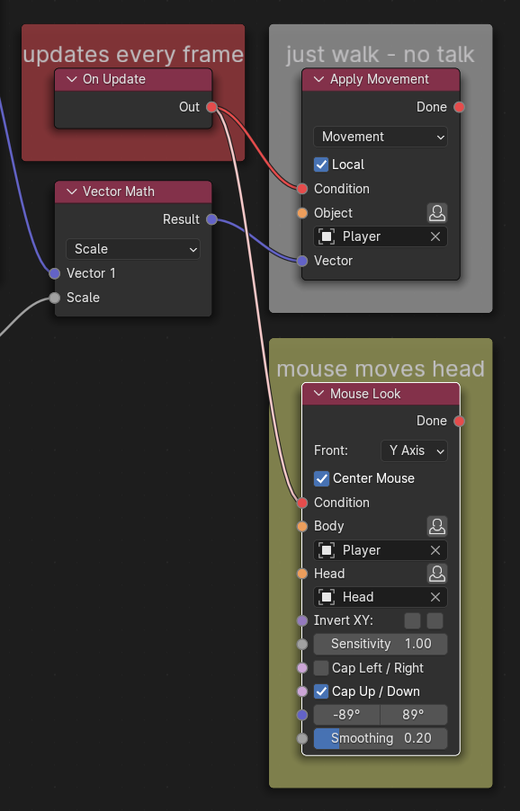 updates every frame
On Update
Out
Vector Math
Result
Scale
Vector 1
Scale
just walk - no talk
Apply Movement
Done
Movement
Local
Condition
Object
Player
Vector
mouse moves head
Mouse Look
Done
Front: Y Axis
Center Mouse
Condition
Body
Player
Head
Head
Invert XY:
Sensitivity 1.00
Cap Left / Right
Cap Up / Down
-89° 89°
Smoothing 0.20